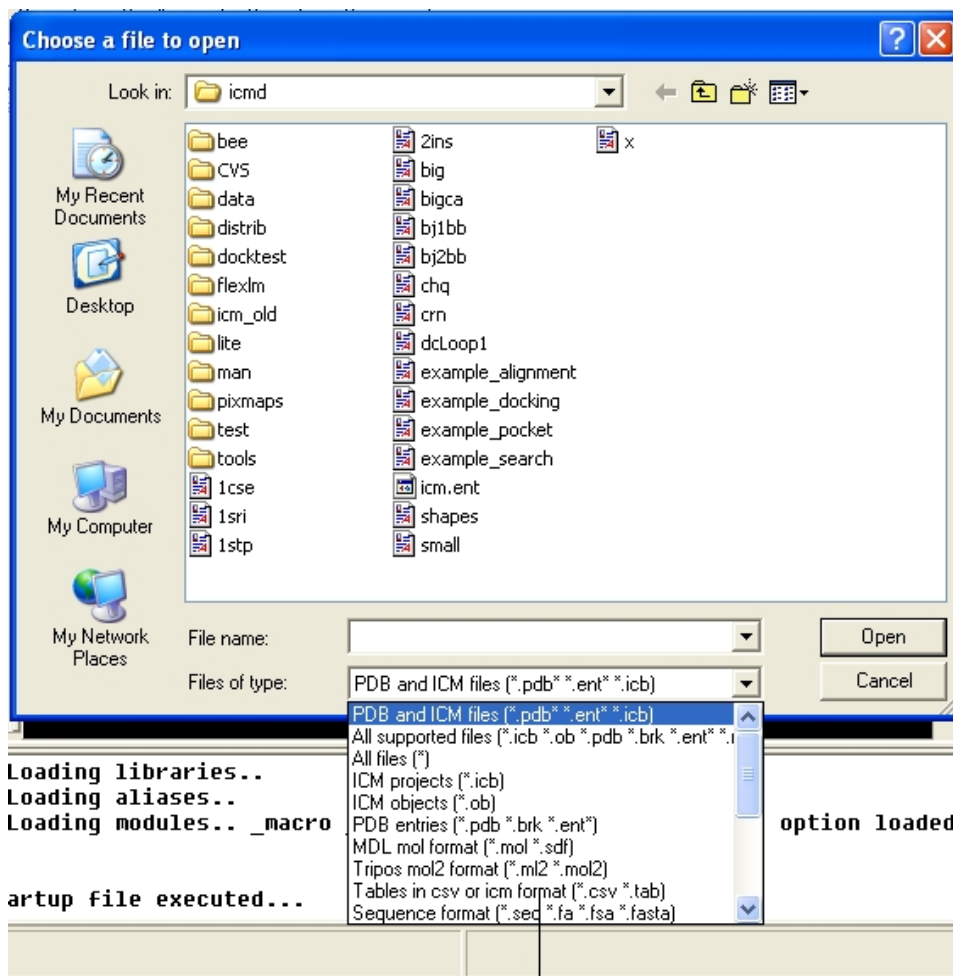 Choose a file to open
Look in: icmd
My Recent
Documents
Desktop
My Documents
My Computer
My Network
Places
bee
CVS
data
distrib
docktest
flexlm
icm_old
lite
man
pixmaps
test
tools
1cse
1sri
1stp
2ins
big
bigca
bj1bb
bj2bb
chq
crn
dcLoop1
example_alignment
example_docking
example_pocket
example_search
icm.ent
shapes
small
x
File name:
Open
Files of type: PDB and ICM files (*.pdb* *.ent* *.icb)
Cancel
PDB and ICM files (*.pdb* *.ent* *.icb)
All supported files (*.icb *.ob *.pdb *.brk *.ent*
All files (*)
ICM projects (*.icb)
ICM objects (*.ob)
PDB entries (*.pdb *.brk *.ent*)
MDL mol format (*.mol *.sdf)
Tripos mol2 format (*.ml2 *.mol2)
Tables in csv or icm format (*.csv *.tab)
Sequence format (*.seq *.fa *.fsa *.fasta)
Loading libraries..
Loading aliases..
Loading modules.. _macro option loaded
artup file executed...